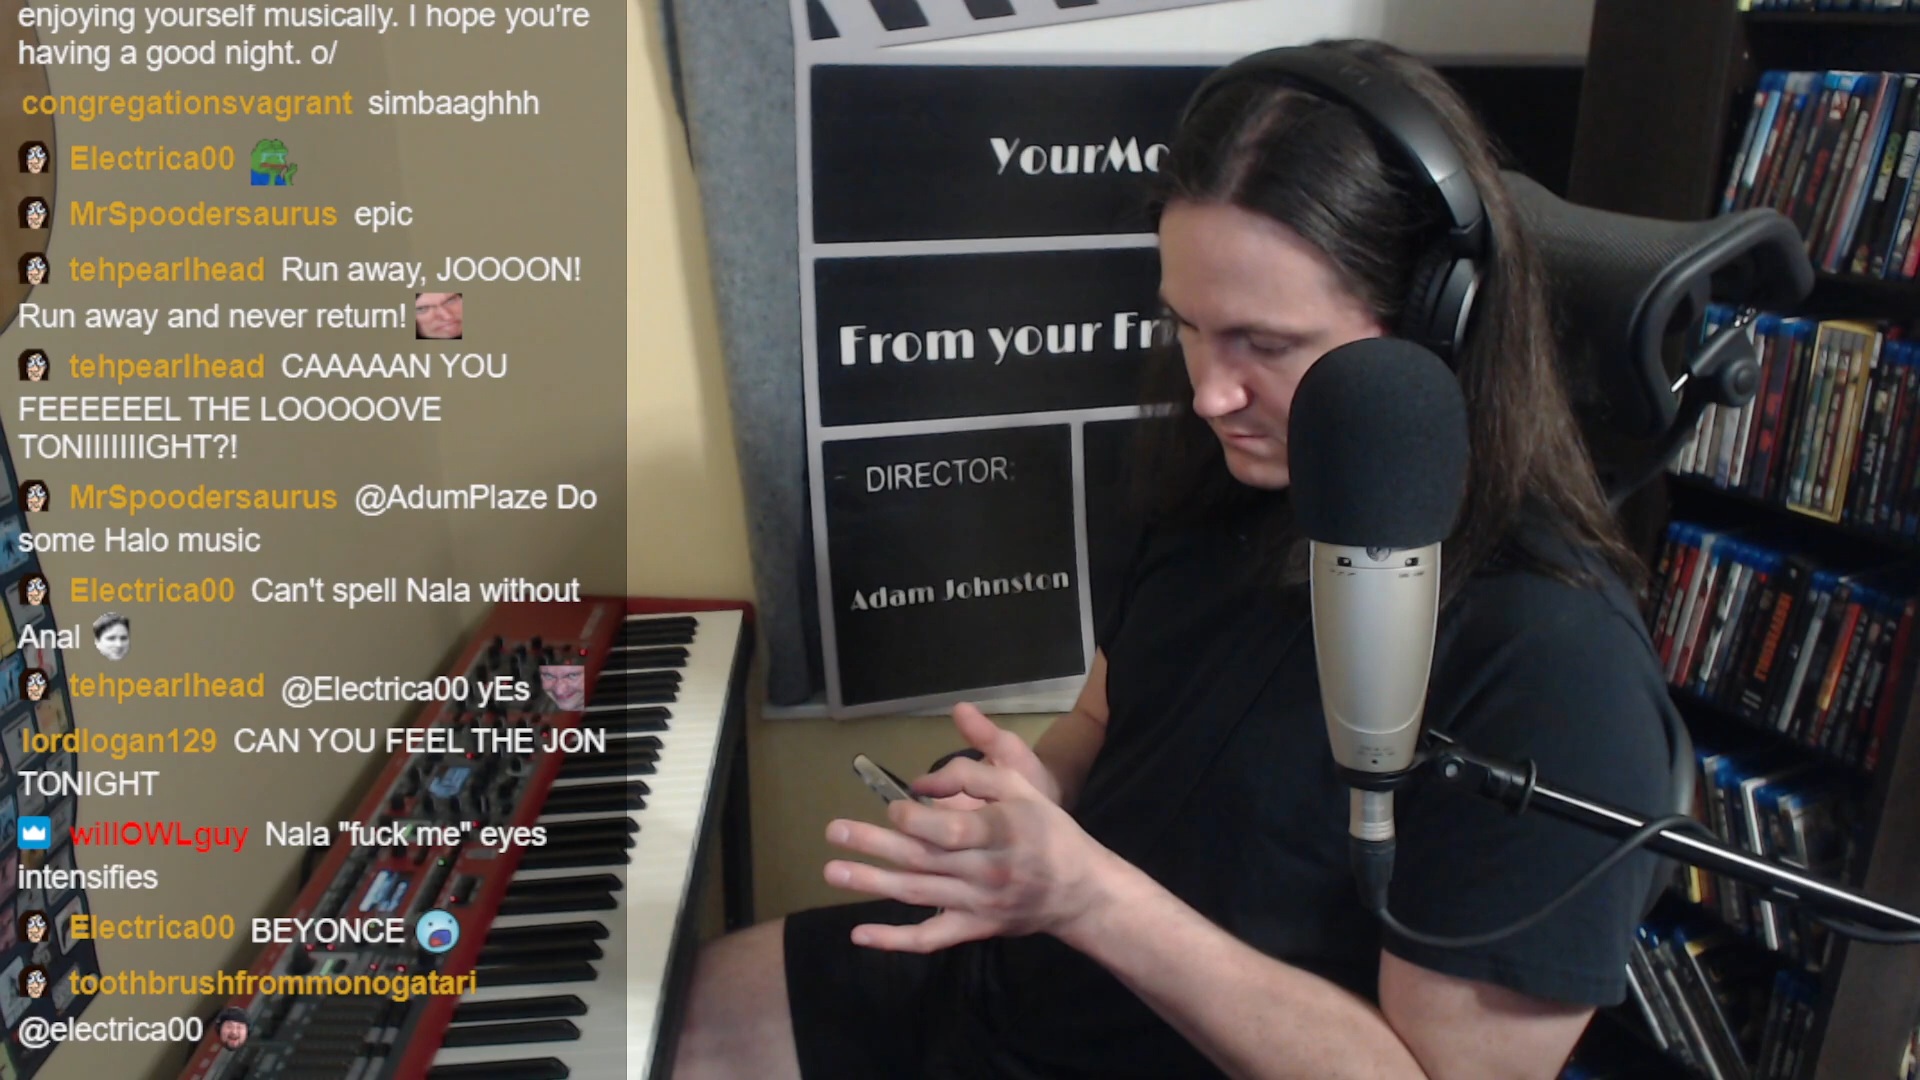 enjoying yourself musically. I hope you're
having a good night. o/
congregationsvagrant simbaaghhh
Electrica00
MrSpoodersaurus epic
tehpearlhead Run away, JOOOON!
Run away and never return!
tehpearlhead CAAAAAN YOU
FEEEEEEL THE LOOOOOVE
TONIIIIIIIGHT?!
MrSpoodersaurus @AdumPlaze Do
some Halo music
Electrica00 Can't spell Nala without
Anal
tehpearlhead @Electrica00 yEs
lordlogan129 CAN YOU FEEL THE JON
TONIGHT
willOWLguy Nala "fuck me" eyes
intensifies
Electrica00 BEYONCE
toothbrushfrommonogatari
@electrica00
YourMo
From your Fr
DIRECTOR:
Adam Johnston